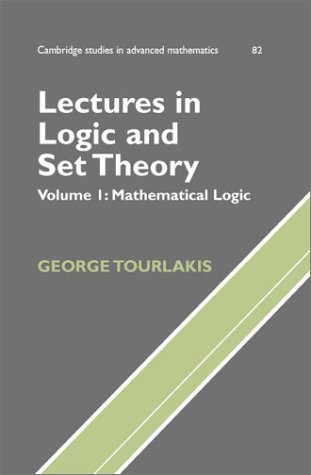 Cambridge studies in advanced mathematics 82
Lectures in
Logic and
Set Theory
Volume 1: Mathematical Logic
GEORGE TOURLAKIS